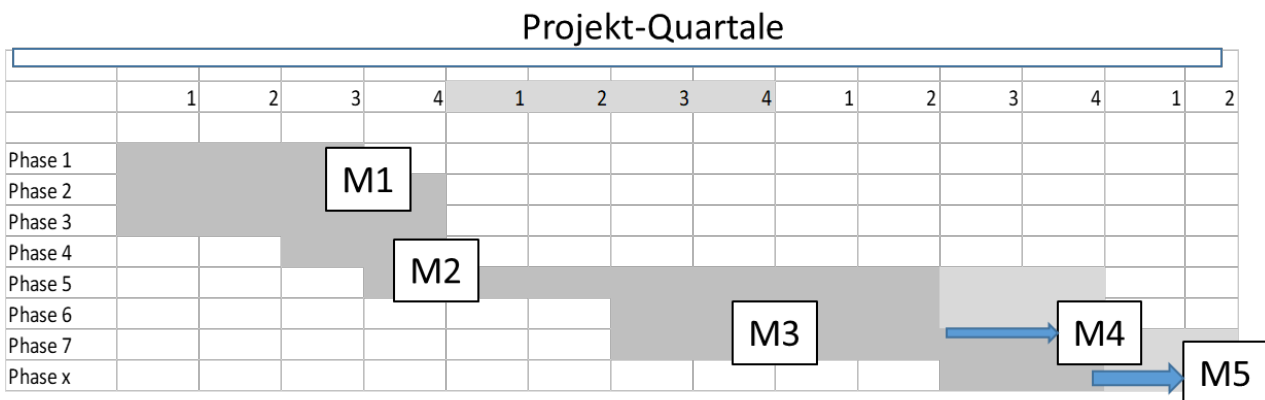 Projekt-Quartale
1 2 3 4 1 2 3 4 1 2 3 4 1 2
Phase 1
M1
Phase 2
Phase 3
Phase 4
M2
Phase 5
Phase 6
M3 M4
Phase 7
Phase x
M5